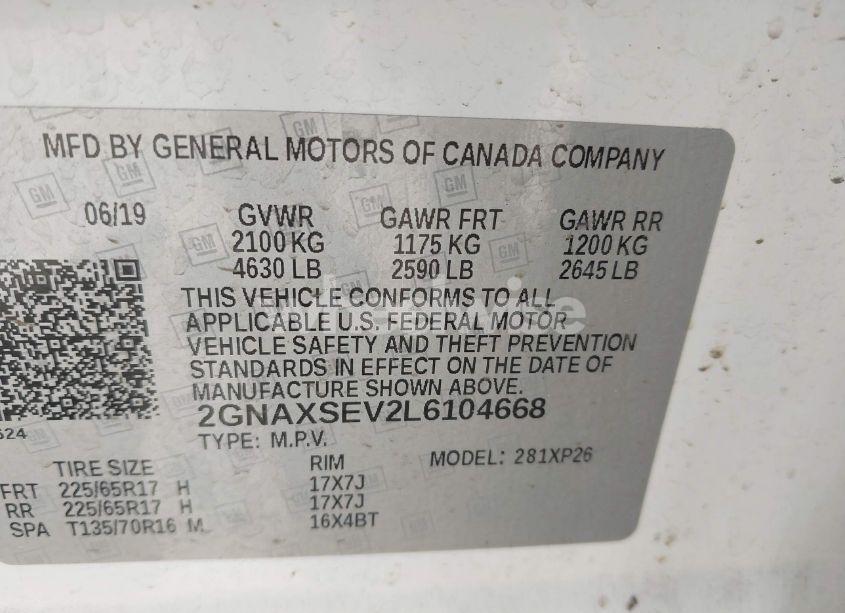 MFD BY GENERAL MOTORS OF CANADA COMPANY
06/19 GVWR GAWR FRT GAWR RR
2100 KG 1175 KG 1200 KG
4630 LB 2590 LB 2645 LB
THIS VEHICLE CONFORMS TO ALL
APPLICABLE U.S. FEDERAL MOTOR
VEHICLE SAFETY AND THEFT PREVENTION
STANDARDS IN EFFECT ON THE DATE OF
MANUFACTURE SHOWN ABOVE.
2GNAXSEV2L6104668
TYPE: M.P.V. MODEL: 281XP26
TIRE SIZE RIM
FRT 225/65R17 H 17X7J
RR 225/65R17 H 17X7J
SPA T135/70R16 M 16X4BT
GM